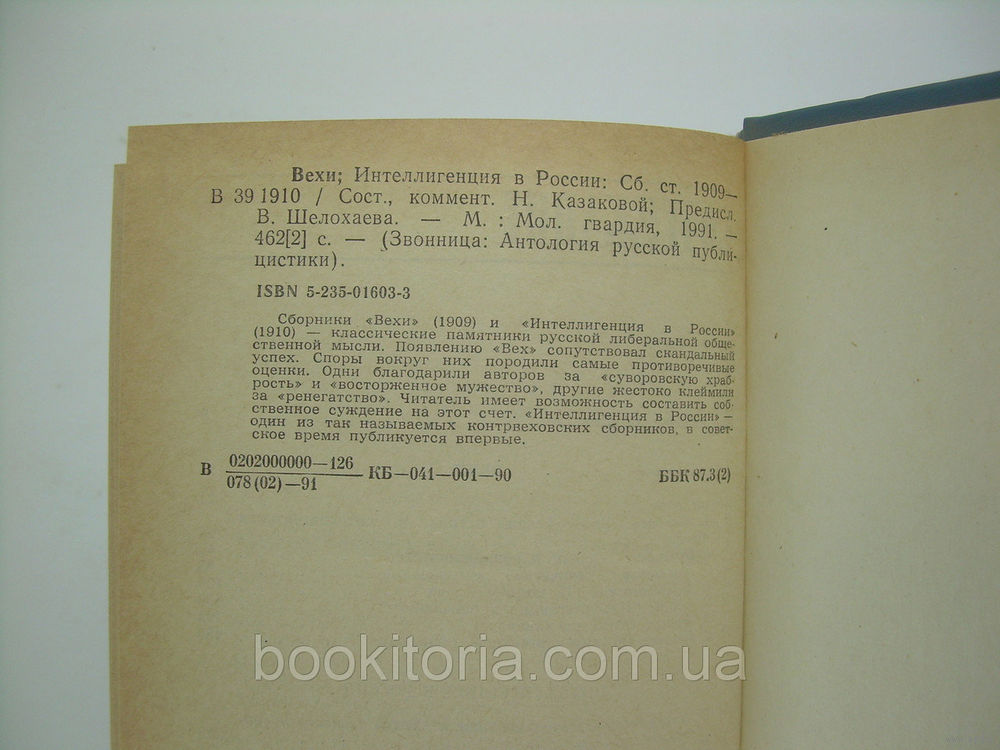 Вехи; Интеллигенция в России: Сб. ст. 1909—
В 39 1910 / Сост., коммент. Н. Казаковой; Предисл.
В. Шелохаева. — М. : Мол. гвардия, 1991. —
462[2] с. — (Звонница: Антология русской публи-
цистики).
ISBN 5-235-01603-3
Сборники «Вехи» (1909) и «Интеллигенция в России»
(1910) — классические памятники русской либеральной обще-
ственной мысли. Появлению «Вех» сопутствовал скандальный
успех. Споры вокруг них породили самые противоречивые
оценки. Одни благодарили авторов за «суворовскую храб-
рость» и «восторженное мужество», другие жестоко клеймили
за «ренегатство». Читатель имеет возможность составить соб-
ственное суждение на этот счет. «Интеллигенция в России» —
один из так называемых контрвеховских сборников, в совет-
ское время публикуется впервые.
В 0202000000—126 КБ—041—001—90 ББК 87.3(2)
078(02)—91
bookitoria.com.ua